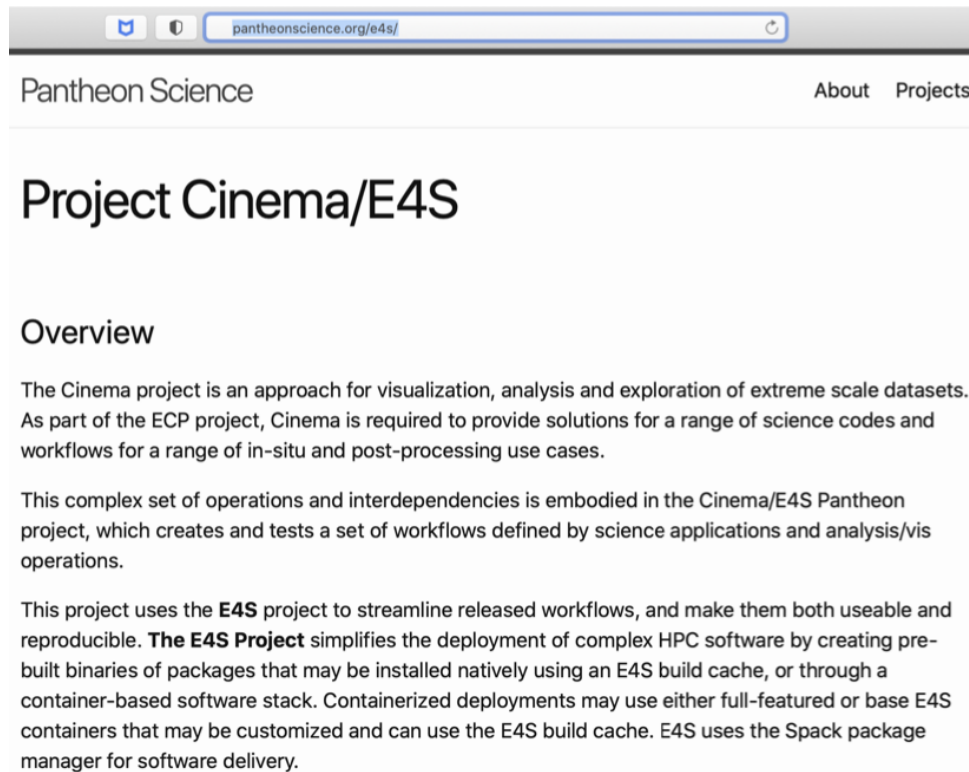 pantheonscience.org/e4s/
Pantheon Science
About Projects
Project Cinema/E4S
Overview
The Cinema project is an approach for visualization, analysis and exploration of extreme scale datasets.
As part of the ECP project, Cinema is required to provide solutions for a range of science codes and
workflows for a range of in-situ and post-processing use cases.
This complex set of operations and interdependencies is embodied in the Cinema/E4S Pantheon
project, which creates and tests a set of workflows defined by science applications and analysis/vis
operations.
This project uses the E4S project to streamline released workflows, and make them both useable and
reproducible. The E4S Project simplifies the deployment of complex HPC software by creating pre-
built binaries of packages that may be installed natively using an E4S build cache, or through a
container-based software stack. Containerized deployments may use either full-featured or base E4S
containers that may be customized and can use the E4S build cache. E4S uses the Spack package
manager for software delivery.